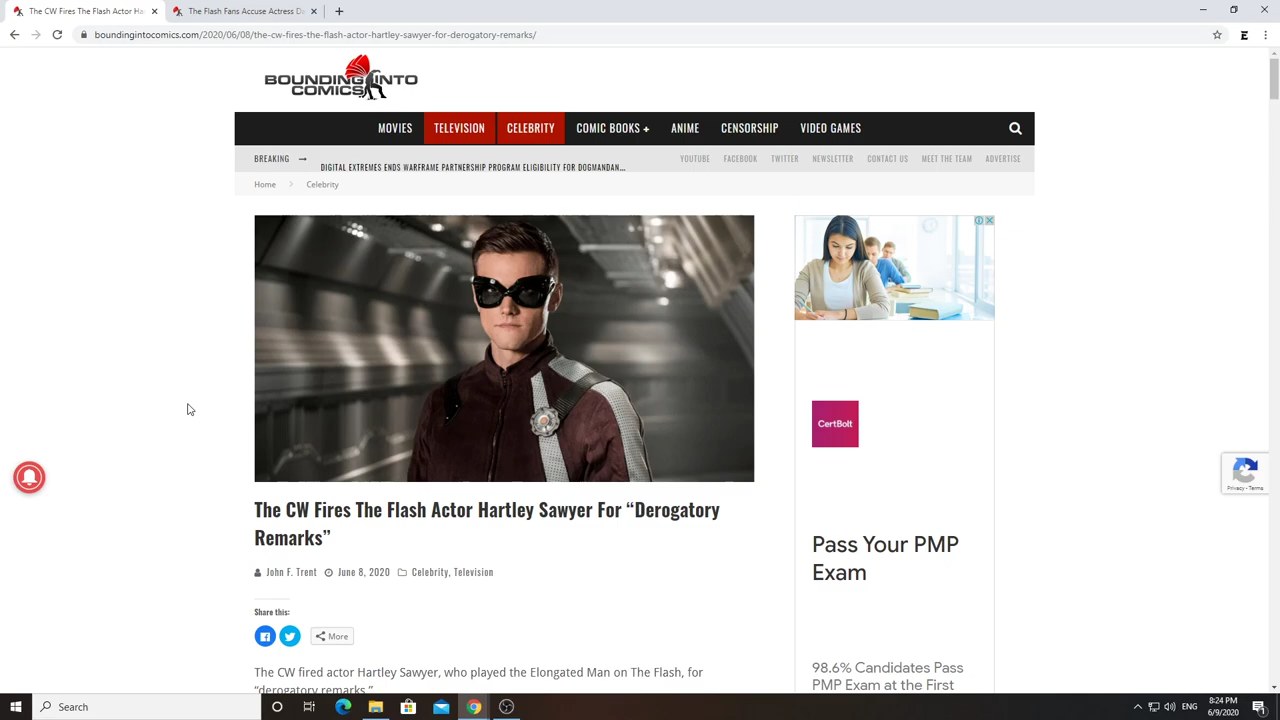 The CW Fires The Flash Actor Ha
The Flash Fans Accuse Actress D
boundingintocomics.com/2020/06/08/the-cw-fires-the-flash-actor-hartley-sawyer-for-derogatory-remarks/
BOUNDING INTO
COMICS
MOVIES TELEVISION CELEBRITY COMIC BOOKS + ANIME CENSORSHIP VIDEO GAMES
BREAKING
DIGITAL EXTREMES ENDS WARFRAME PARTNERSHIP PROGRAM ELIGIBILITY FOR DOGMANDAN...
YOUTUBE FACEBOOK TWITTER NEWSLETTER CONTACT US MEET THE TEAM ADVERTISE
Home Celebrity
The CW Fires The Flash Actor Hartley Sawyer For “Derogatory
Remarks”
John F. Trent June 8, 2020 Celebrity, Television
Share this:
More
The CW fired actor Hartley Sawyer, who played the Elongated Man on The Flash, for
“derogatory remarks.”
CertBolt
Pass Your PMP
Exam
98.6% Candidates Pass
PMP Exam at the First
Privacy - Terms
Search
ENG
8:24 PM
6/9/2020
1